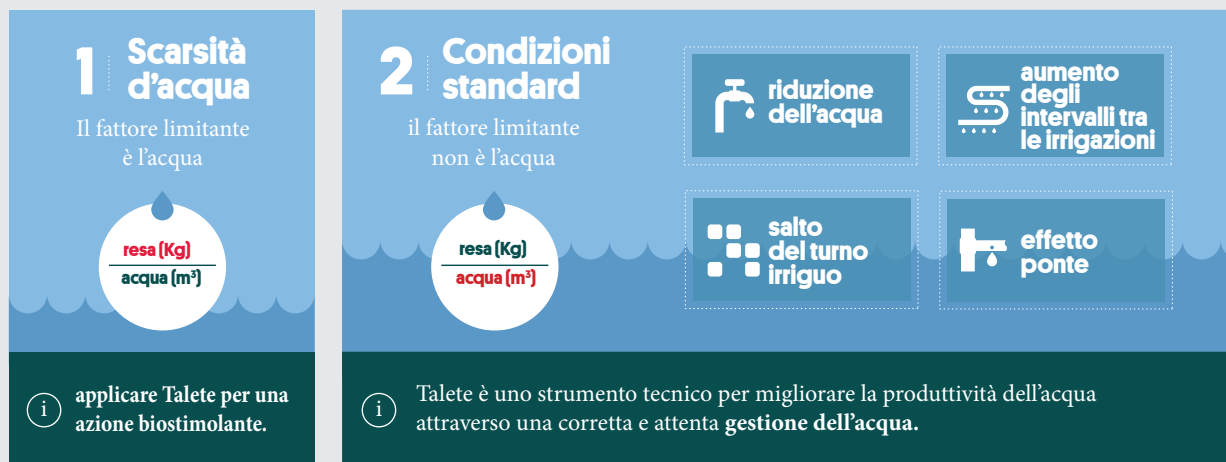 1
Scarsità
d'acqua
Il fattore limitante
è l'acqua
resa (Kg)
acqua (m³)
i
applicare Talete per una
azione biostimolante.
2
Condizioni
standard
il fattore limitante
non è l'acqua
resa (Kg)
acqua (m³)
riduzione
dell'acqua
aumento
degli
intervalli tra
le irrigazioni
salto
del turno
irriguo
effetto
ponte
i
Talete è uno strumento tecnico per migliorare la produttività dell'acqua
attraverso una corretta e attenta gestione dell'acqua.